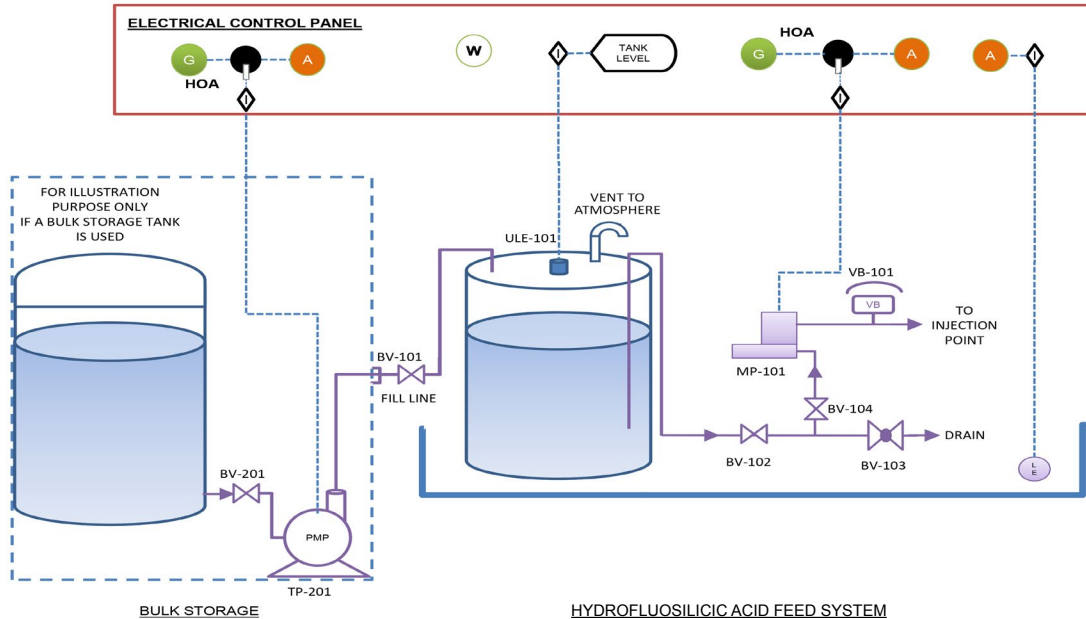 ELECTRICAL CONTROL PANEL
G
A
HOA
I
W
I
TANK
LEVEL
HOA
G
A
I
A
I
FOR ILLUSTRATION
PURPOSE ONLY
IF A BULK STORAGE TANK
IS USED
VENT TO
ATMOSPHERE
ULE-101
VB-101
VB
TO
INJECTION
POINT
MP-101
BV-101
FILL LINE
BV-104
DRAIN
BV-102
BV-103
L
E
BV-201
PMP
TP-201
BULK STORAGE
HYDROFLUOSILICIC ACID FEED SYSTEM